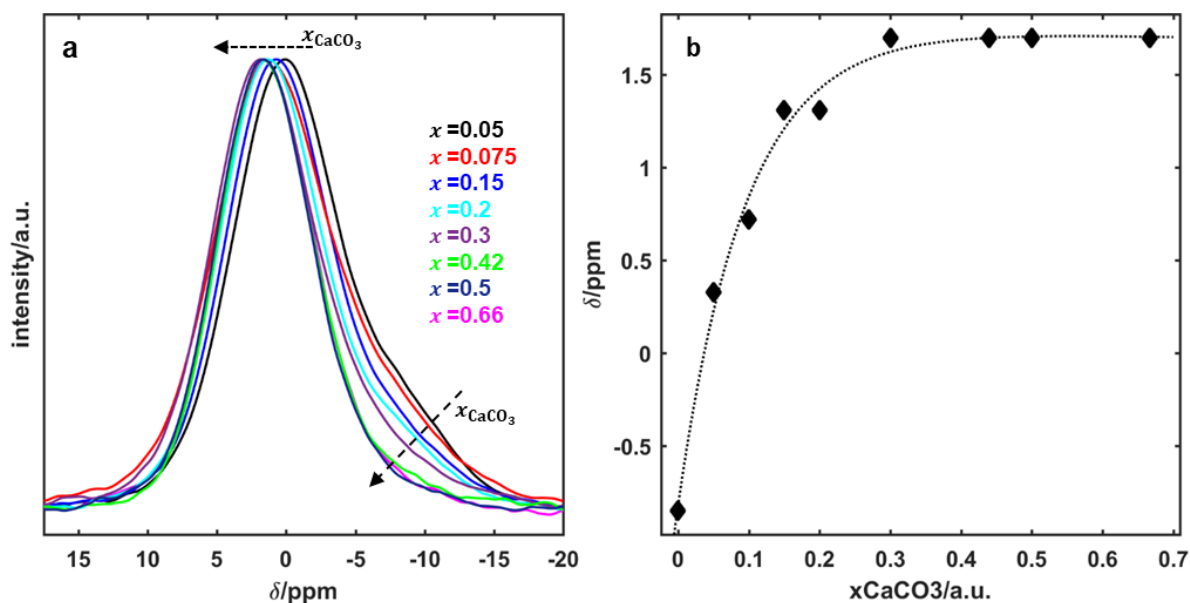 a
xCaCO3
x =0.05
x =0.075
x =0.15
x =0.2
x =0.3
x =0.42
x =0.5
x =0.66
xCaCO3
intensity/a.u.
15 10 5 0 -5 -10 -15 -20
δ/ppm
b
1.5
1
0.5
0
-0.5
δ/ppm
0 0.1 0.2 0.3 0.4 0.5 0.6 0.7
xCaCO3/a.u.